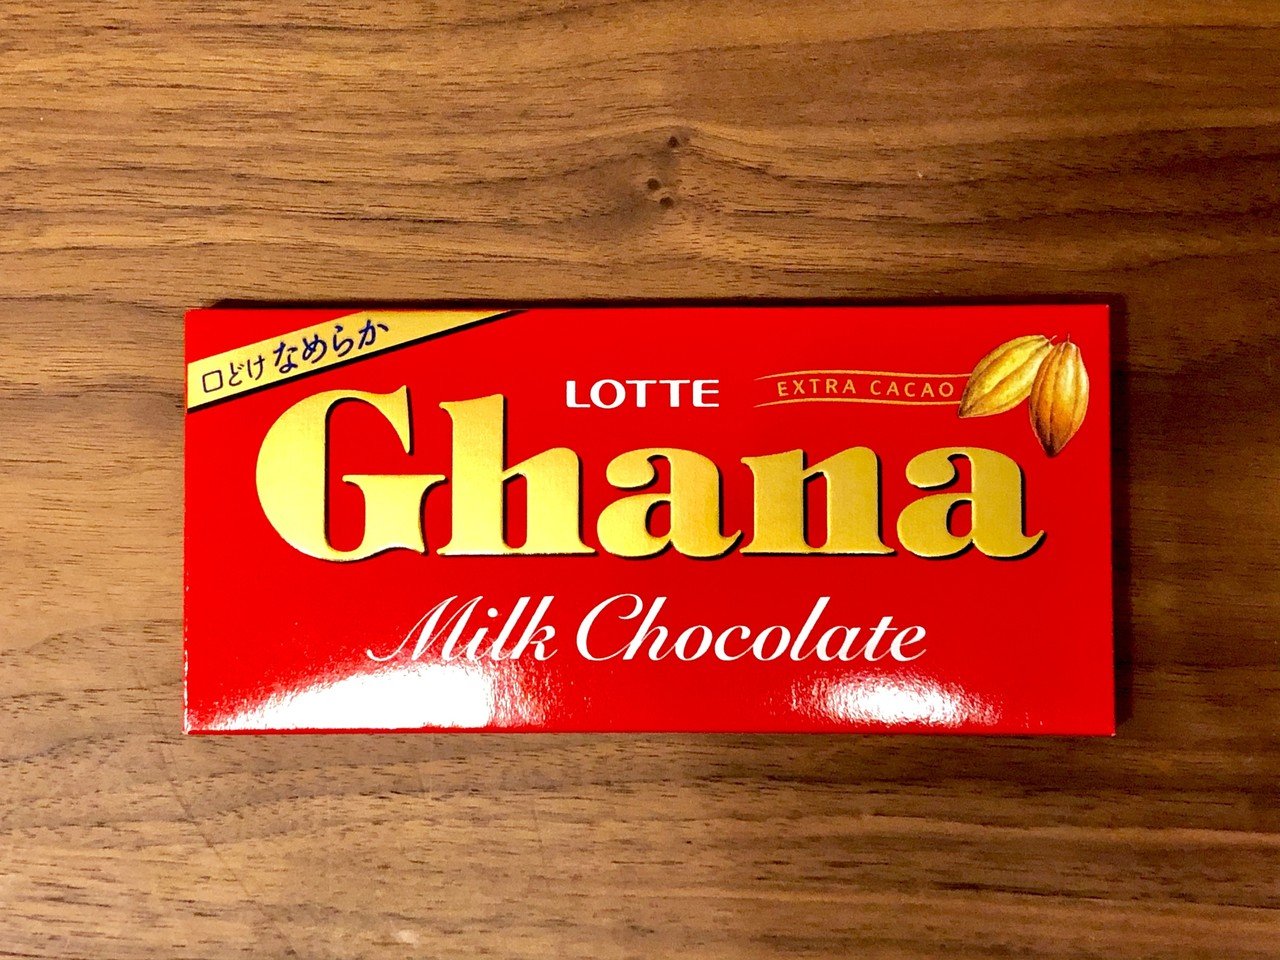 口どけなめらか
LOTTE
EXTRA CACAO
Ghana
Milk Chocolate